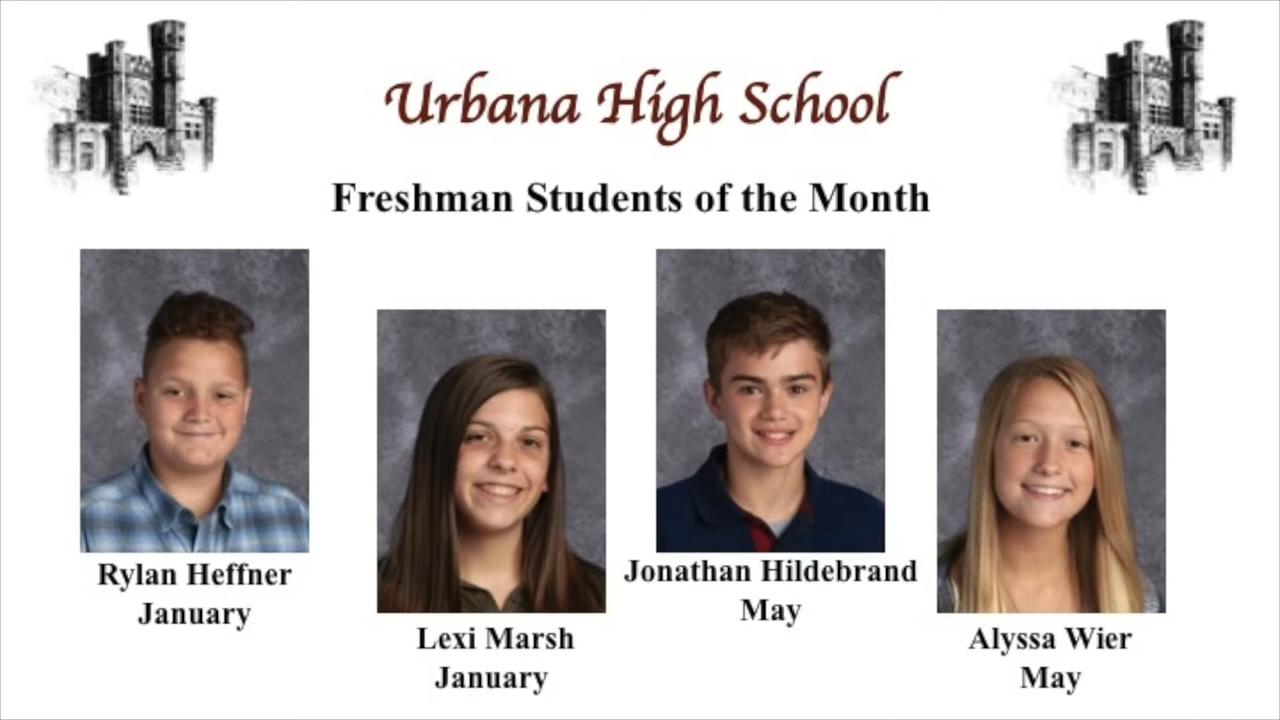 Urbana High School
Freshman Students of the Month
Rylan Heffner
January
Lexi Marsh
January
Jonathan Hildebrand
May
Alyssa Wier
May